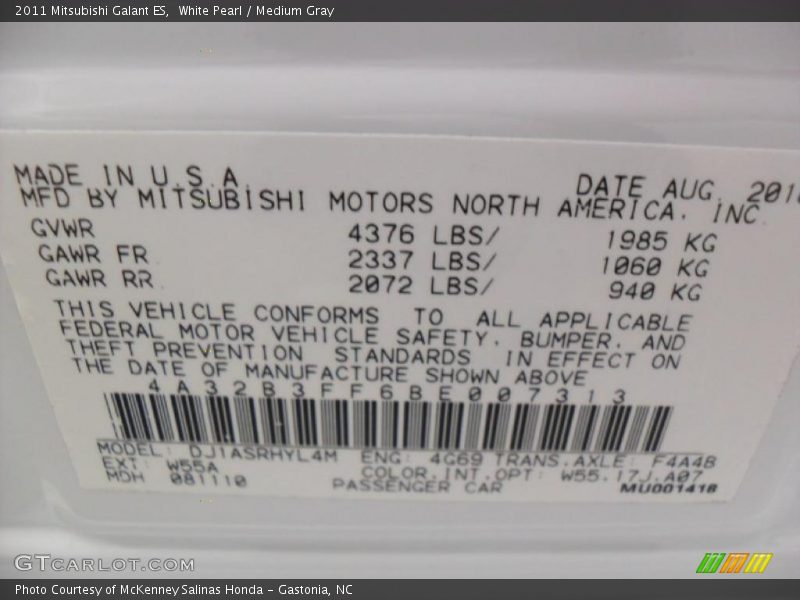 2011 Mitsubishi Galant ES,  White Pearl / Medium Gray
MADE IN U.S.A. DATE AUG. 201
MFD BY MITSUBISHI MOTORS NORTH AMERICA. INC
GVWR 4376 LBS/ 1985 KG
GAWR FR 2337 LBS/ 1060 KG
GAWR RR 2072 LBS/ 940 KG
THIS VEHICLE CONFORMS TO ALL APPLICABLE
FEDERAL MOTOR VEHICLE SAFETY. BUMPER. AND
THEFT PREVENTION STANDARDS IN EFFECT ON
THE DATE OF MANUFACTURE SHOWN ABOVE
4A32B3FF6BE007313
MODEL: DJ1ASRHYL4M ENG: 4G69 TRANS.AXLE: F4A4B
EXT: W55A COLOR.INT.OPT: W55.17J.A07
MDH 081110 PASSENGER CAR MU001418
GTCARLOT.COM
Photo Courtesy of McKenney Salinas Honda - Gastonia, NC